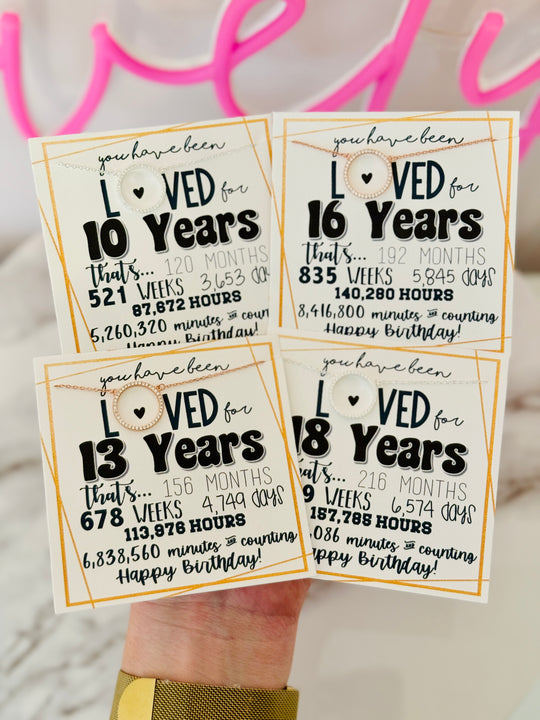 you have been
LOVED for
10 Years
that's... 120 MONTHS
521 WEEKS 3,653 days
87,672 HOURS
5,260,320 minutes and counting
Happy Birthday!
you have been
LOVED for
16 Years
that's... 192 MONTHS
835 WEEKS 5,845 days
140,280 HOURS
8,416,800 minutes and counting
Happy Birthday!
you have been
LOVED for
13 Years
that's... 156 MONTHS
678 WEEKS 4,749 days
113,976 HOURS
6,838,560 minutes and counting
Happy Birthday!
you have been
LOVED for
18 Years
that's... 216 MONTHS
9 WEEKS 6,574 days
157,785 HOURS
,086 minutes and counting
Happy Birthday!